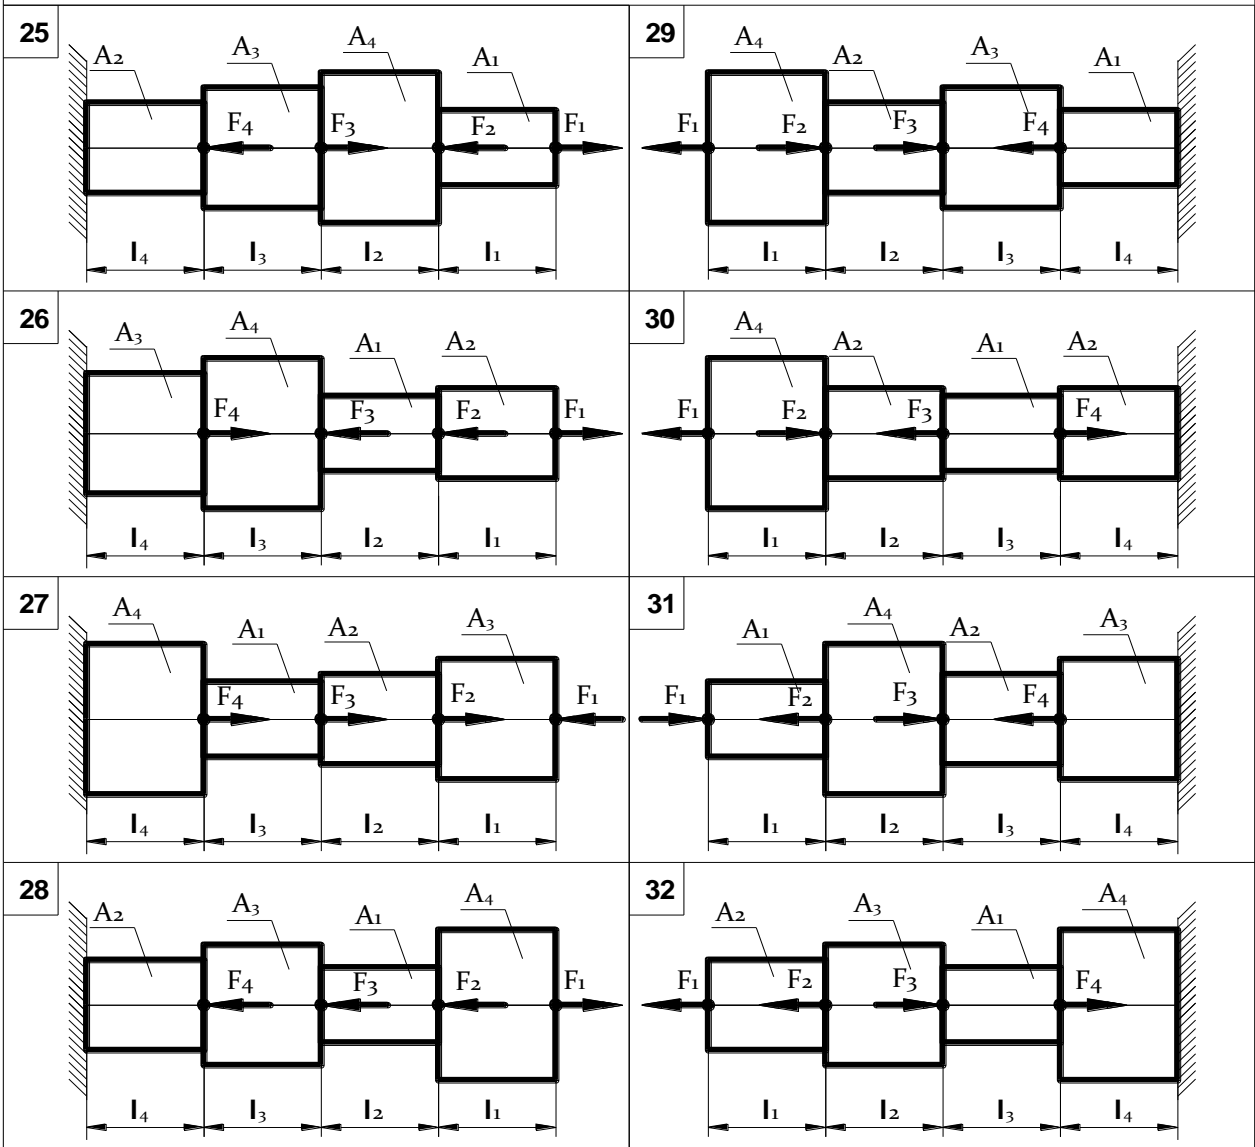 25
A₂ A₃ A₄ A₁
F₄ F₃ F₂ F₁
l₄ l₃ l₂ l₁
29
A₄ A₂ A₃ A₁
F₁ F₂ F₃ F₄
l₁ l₂ l₃ l₄
26
A₃ A₄ A₁ A₂
F₄ F₃ F₂ F₁
l₄ l₃ l₂ l₁
30
A₄ A₂ A₁ A₂
F₁ F₂ F₃ F₄
l₁ l₂ l₃ l₄
27
A₄ A₁ A₂ A₃
F₄ F₃ F₂ F₁
l₄ l₃ l₂ l₁
31
A₁ A₄ A₂ A₃
F₁ F₂ F₃ F₄
l₁ l₂ l₃ l₄
28
A₂ A₃ A₁ A₄
F₄ F₃ F₂ F₁
l₄ l₃ l₂ l₁
32
A₂ A₃ A₁ A₄
F₁ F₂ F₃ F₄
l₁ l₂ l₃ l₄